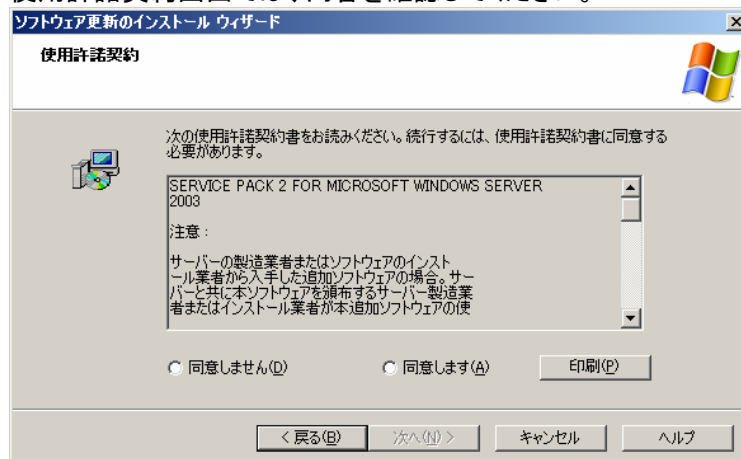 ソフトウェア更新のインストール ウィザード
使用許諾契約
次の使用許諾契約書をお読みください。続行するには、使用許諾契約書に同意する
必要があります。
SERVICE PACK 2 FOR MICROSOFT WINDOWS SERVER
2003
注意 :
サーバーの製造業者またはソフトウェアのインスト
ール業者から入手した追加ソフトウェアの場合。サー
バーと共に本ソフトウェアを頒布するサーバー製造業
者またはインストール業者が本追加ソフトウェアの使
同意しません(D)
同意します(A)
印刷(P)
< 戻る(B)
次へ(N) >
キャンセル
ヘルプ